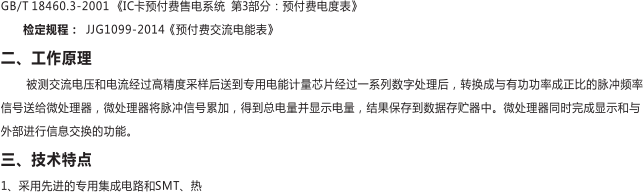 GB/T 18460.3-2001 《IC卡预付费售电系统 第3部分：预付费电度表》
检定规程： JJG1099-2014《预付费交流电能表》
二、工作原理
被测交流电压和电流经过高精度采样后送到专用电能计量芯片经过一系列数字处理后，转换成与有功功率成正比的脉冲频率
信号送给微处理器，微处理器将脉冲信号累加，得到总电量并显示电量，结果保存到数据存贮器中。微处理器同时完成显示和与
外部进行信息交换的功能。
三、技术特点
1、采用先进的专用集成电路和SMT、热